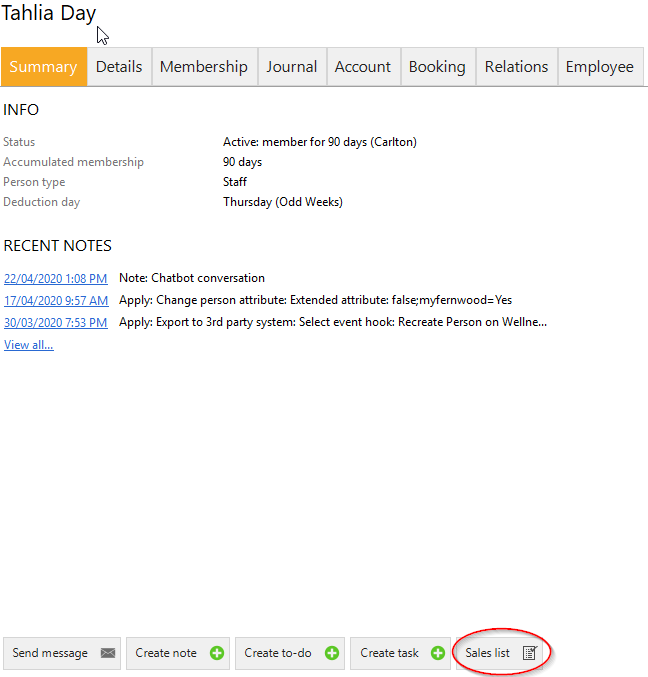 Tahlia Day
Summary Details Membership Journal Account Booking Relations Employee
INFO
Status Active: member for 90 days (Carlton)
Accumulated membership 90 days
Person type Staff
Deduction day Thursday (Odd Weeks)
RECENT NOTES
22/04/2020 1:08 PM Note: Chatbot conversation
17/04/2020 9:57 AM Apply: Change person attribute: Extended attribute: false;myfernwood=Yes
30/03/2020 7:53 PM Apply: Export to 3rd party system: Select event hook: Recreate Person on Wellne...
View all...
Send message Create note Create to-do Create task Sales list